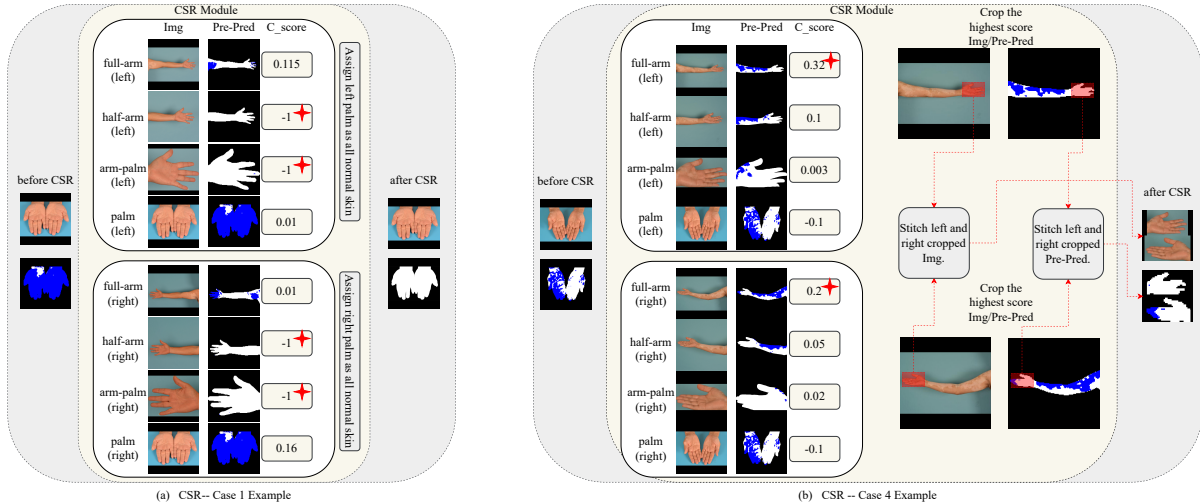 CSR Module
Img Pre-Pred C_score
full-arm
(left)
0.115
half-arm
(left)
-1
arm-palm
(left)
-1
palm
(left)
0.01
Assign left palm as all normal skin
before CSR
after CSR
full-arm
(right)
0.01
half-arm
(right)
-1
arm-palm
(right)
-1
palm
(right)
0.16
Assign right palm as all normal skin
(a) CSR-- Case 1 Example
CSR Module
Img Pre-Pred C_score
full-arm
(left)
0.32
half-arm
(left)
0.1
arm-palm
(left)
0.003
palm
(left)
-0.1
before CSR
Crop the
highest score
Img/Pre-Pred
after CSR
Stitch left and
right cropped
Img.
Stitch left and
right cropped
Pre-Pred.
full-arm
(right)
0.2
half-arm
(right)
0.05
arm-palm
(right)
0.02
palm
(right)
-0.1
Crop the
highest score
Img/Pre-Pred
(b) CSR -- Case 4 Example